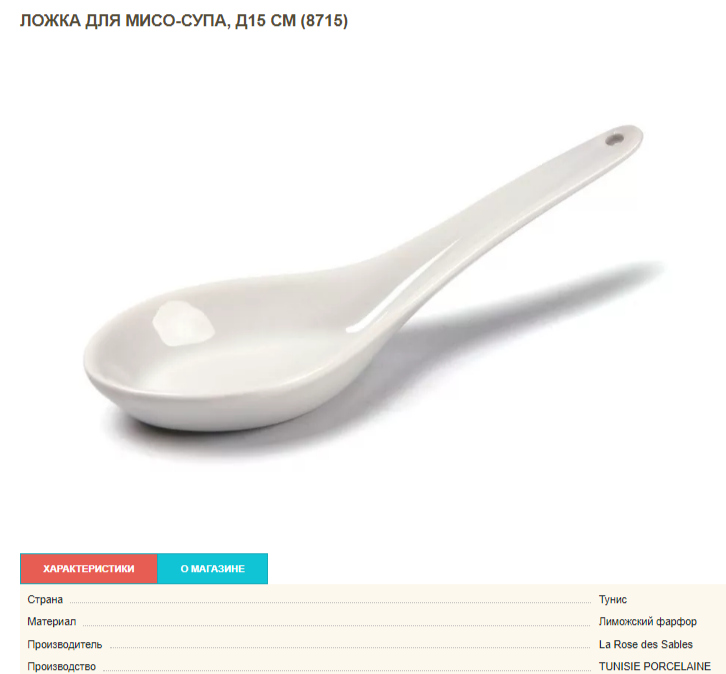 ЛОЖКА ДЛЯ МИСО-СУПА, Д15 СМ (8715)
ХАРАКТЕРИСТИКИ О МАГАЗИНЕ
Страна Тунис
Материал Лиможский фарфор
Производитель La Rose des Sables
Производство TUNISIE PORCELAINE